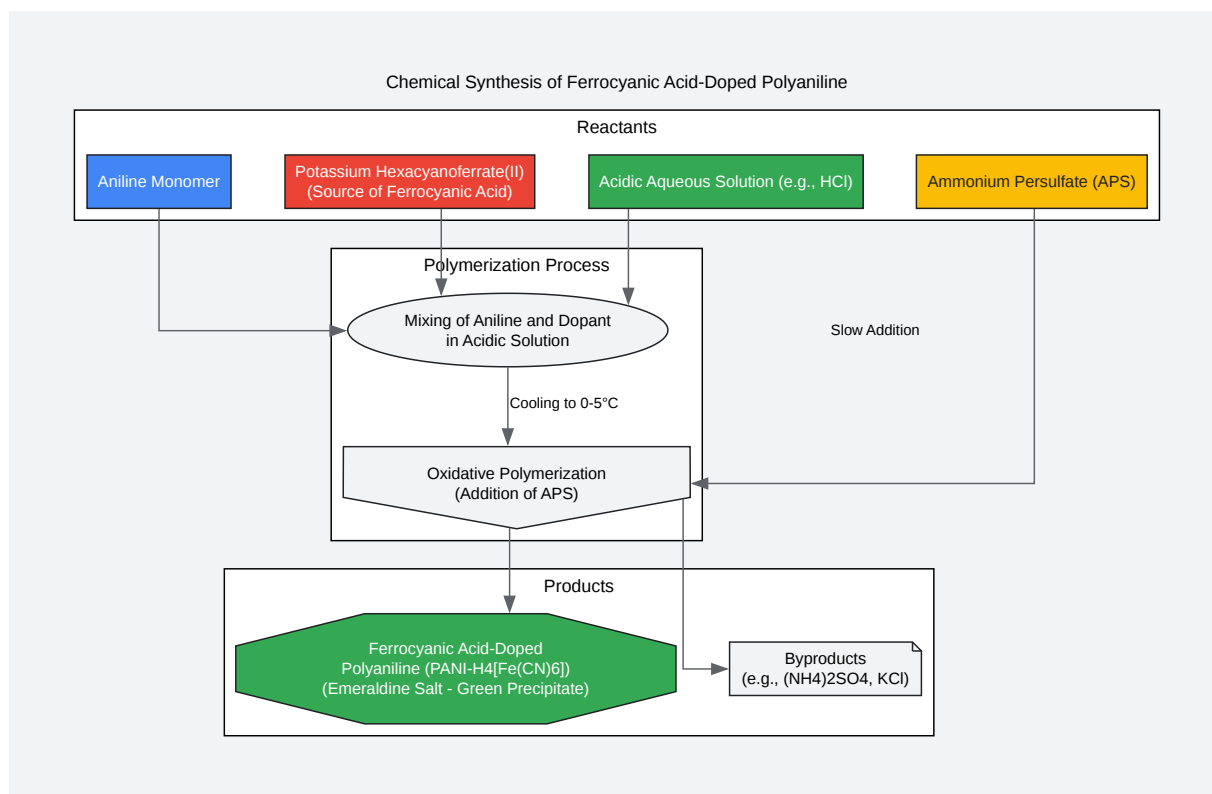 Chemical Synthesis of Ferrocyanic Acid-Doped Polyaniline
Reactants
Aniline Monomer
Potassium Hexacyanoferrate(II)
(Source of Ferrocyanic Acid)
Acidic Aqueous Solution (e.g., HCl)
Ammonium Persulfate (APS)
Polymerization Process
Mixing of Aniline and Dopant
in Acidic Solution
Slow Addition
Cooling to 0-5°C
Oxidative Polymerization
(Addition of APS)
Products
Ferrocyanic Acid-Doped
Polyaniline (PANI-H4[Fe(CN)6])
(Emeraldine Salt - Green Precipitate)
Byproducts
(e.g., (NH4)2SO4, KCl)